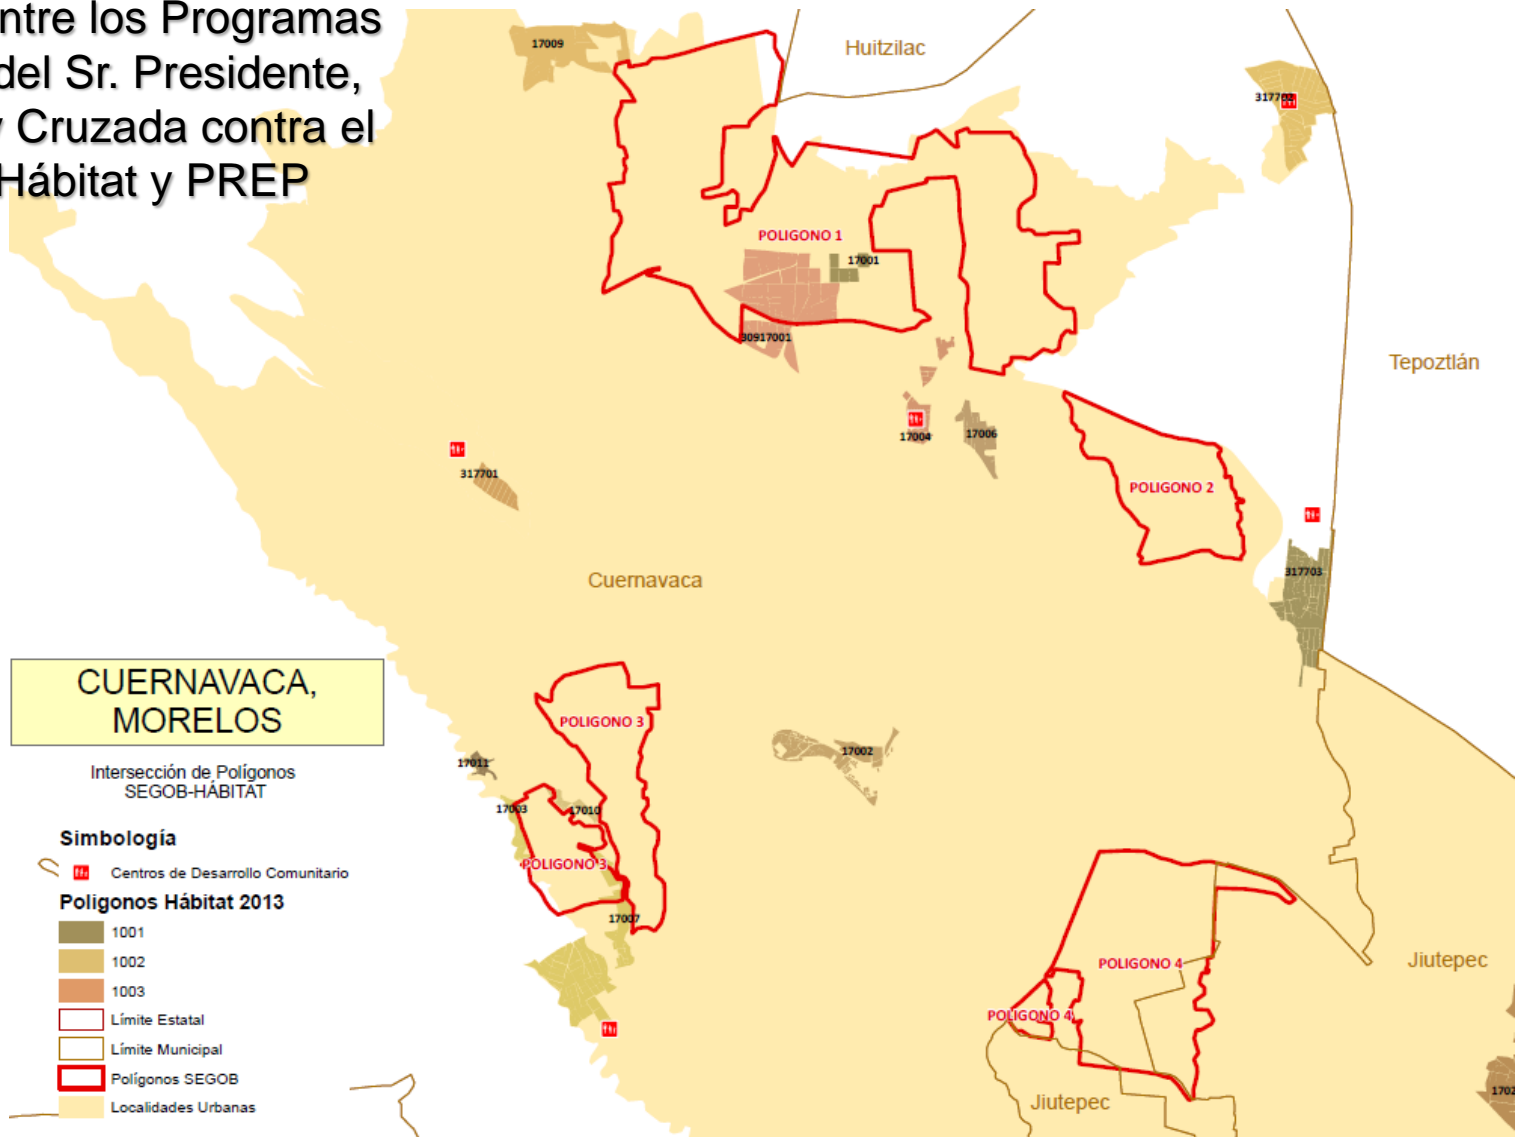 ntre los Programas
del Sr. Presidente,
y Cruzada contra el
Hábitat y PREP
17009
Huitzilac
317702
POLIGONO 1
17001
30917001
Tepoztlán
17004
17006
317701
POLIGONO 2
317703
Cuernavaca
CUERNAVACA,
MORELOS
Intersección de Polígonos
SEGOB-HÁBITAT
POLIGONO 3
17002
17011
17003
17010
POLIGONO 3
17007
POLIGONO 4
Jiutepec
POLIGONO 4
Jiutepec
1702
Simbología
Centros de Desarrollo Comunitario
Poligonos Hábitat 2013
1001
1002
1003
Límite Estatal
Límite Municipal
Polígonos SEGOB
Localidades Urbanas